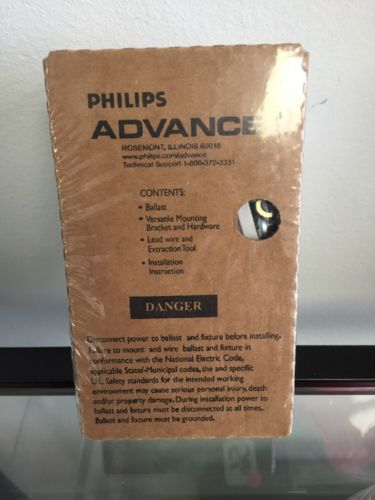 PHILIPS
ADVANCE
ROSEMONT, ILLINOIS 60018
www.philips.com/advance
Technical Support 1-800-372-3331
CONTENTS:
• Ballast
• Versatile Mounting
Bracket and Hardware
• Lead wire and
Extraction Tool
• Installation
Instruction
DANGER
Disconnect power to ballast and fixture before installing.
Failure to mount and wire ballast and fixture in
conformance with the National Electric Code,
applicable State/Municipal codes, the and specific
U.L. Safety standards for the intended working
environment may cause serious personal injury, death
and/or property damage. During installation power to
ballast and fixture must be disconnected at all times.
Ballast and fixture must be grounded.